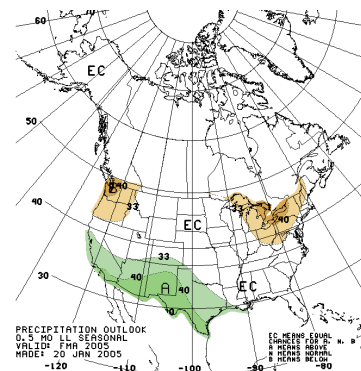 70
60
EC
50
B 40
40
33
33
40
EC
33
30
40
A
40
EC
40
PRECIPITATION OUTLOOK
0.5 MO LL SEASONAL
VALID: FMA 2005
MADE: 20 JAN 2005
EC MEANS EQUAL
CHANCES FOR A, N, B
A MEANS ABOVE
N MEANS NORMAL
B MEANS BELOW
-120
-110
-100
-90
-80